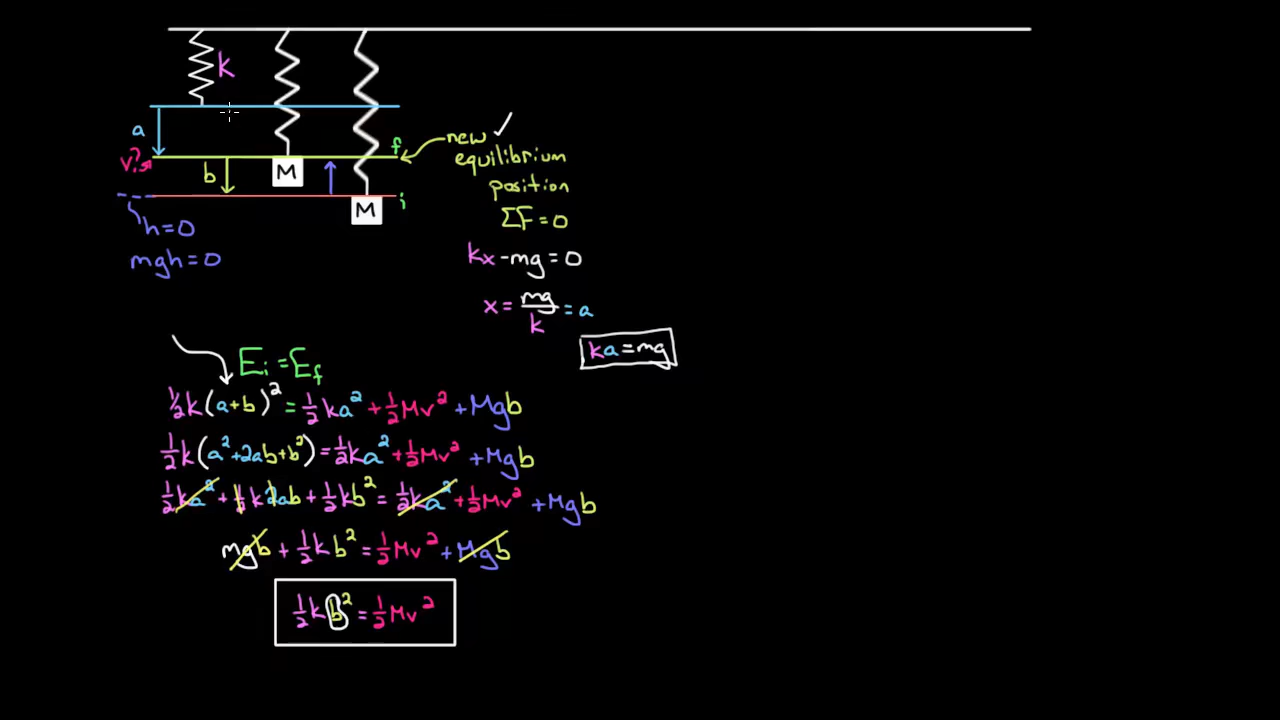 k
a
v?
b
M
M
f
i
h=0
mgh=0
new
equilibrium
position
ΣF=0
kx-mg=0
x=mg/k=a
ka=mg
Ei=Ef
½k(a+b)²=½ka²+½Mv²+Mgb
½k(a²+2ab+b²)=½ka²+½Mv²+Mgb
½ka²+½k2ab+½kb²=½ka²+½Mv²+Mgb
mgb+½kb²=½Mv²+Mgb
½kb²=½Mv²